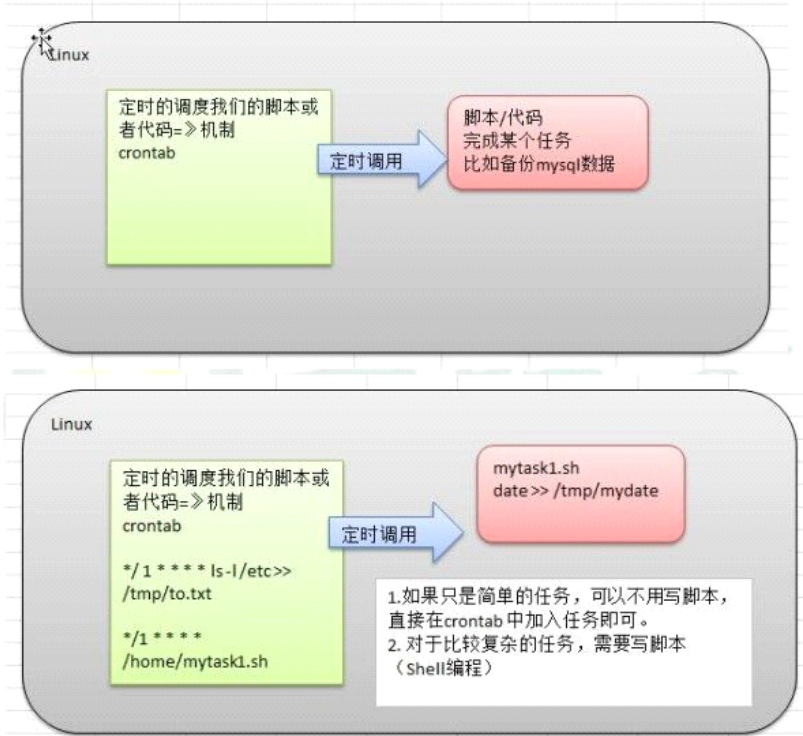 Linux
定时的调度我们的脚本或
者代码=》机制
crontab
定时调用
脚本/代码
完成某个任务
比如备份mysql数据
Linux
定时的调度我们的脚本或
者代码=》机制
crontab
*/ 1 * * * * ls -l /etc >>
/tmp/to.txt
*/1 * * * *
/home/mytask1.sh
定时调用
mytask1.sh
date >> /tmp/mydate
1.如果只是简单的任务，可以不用写脚本，
直接在crontab 中加入任务即可。
2. 对于比较复杂的任务，需要写脚本
（Shell编程）